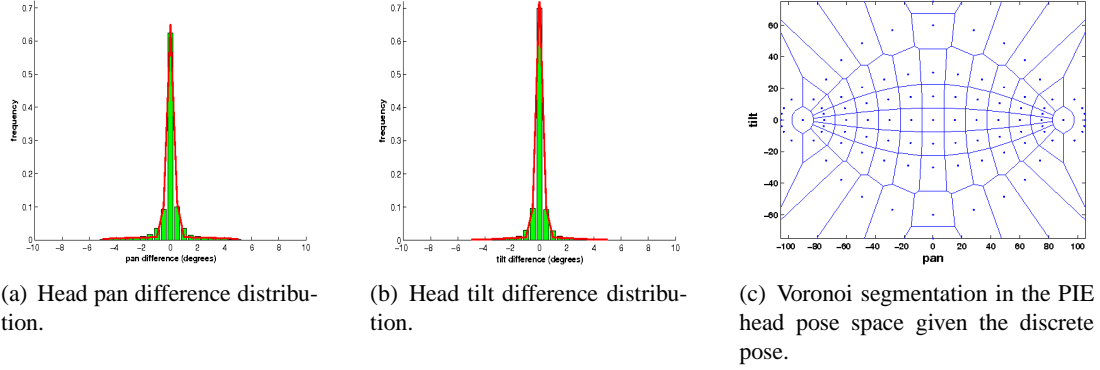 0.7
0.6
0.5
0.4
0.3
0.2
0.1
0
frequency
-10 -8 -6 -4 -2 0 2 4 6 8 10
pan difference (degrees)
(a) Head pan difference distribu-
tion.
0.7
0.6
0.5
0.4
0.3
0.2
0.1
0
frequency
-10 -8 -6 -4 -2 0 2 4 6 8 10
tilt difference (degrees)
(b) Head tilt difference distribu-
tion.
60
40
20
0
-20
-40
-60
tilt
-100 -80 -60 -40 -20 0 20 40 60 80 100
pan
(c) Voronoi segmentation in the PIE
head pose space given the discrete
pose.